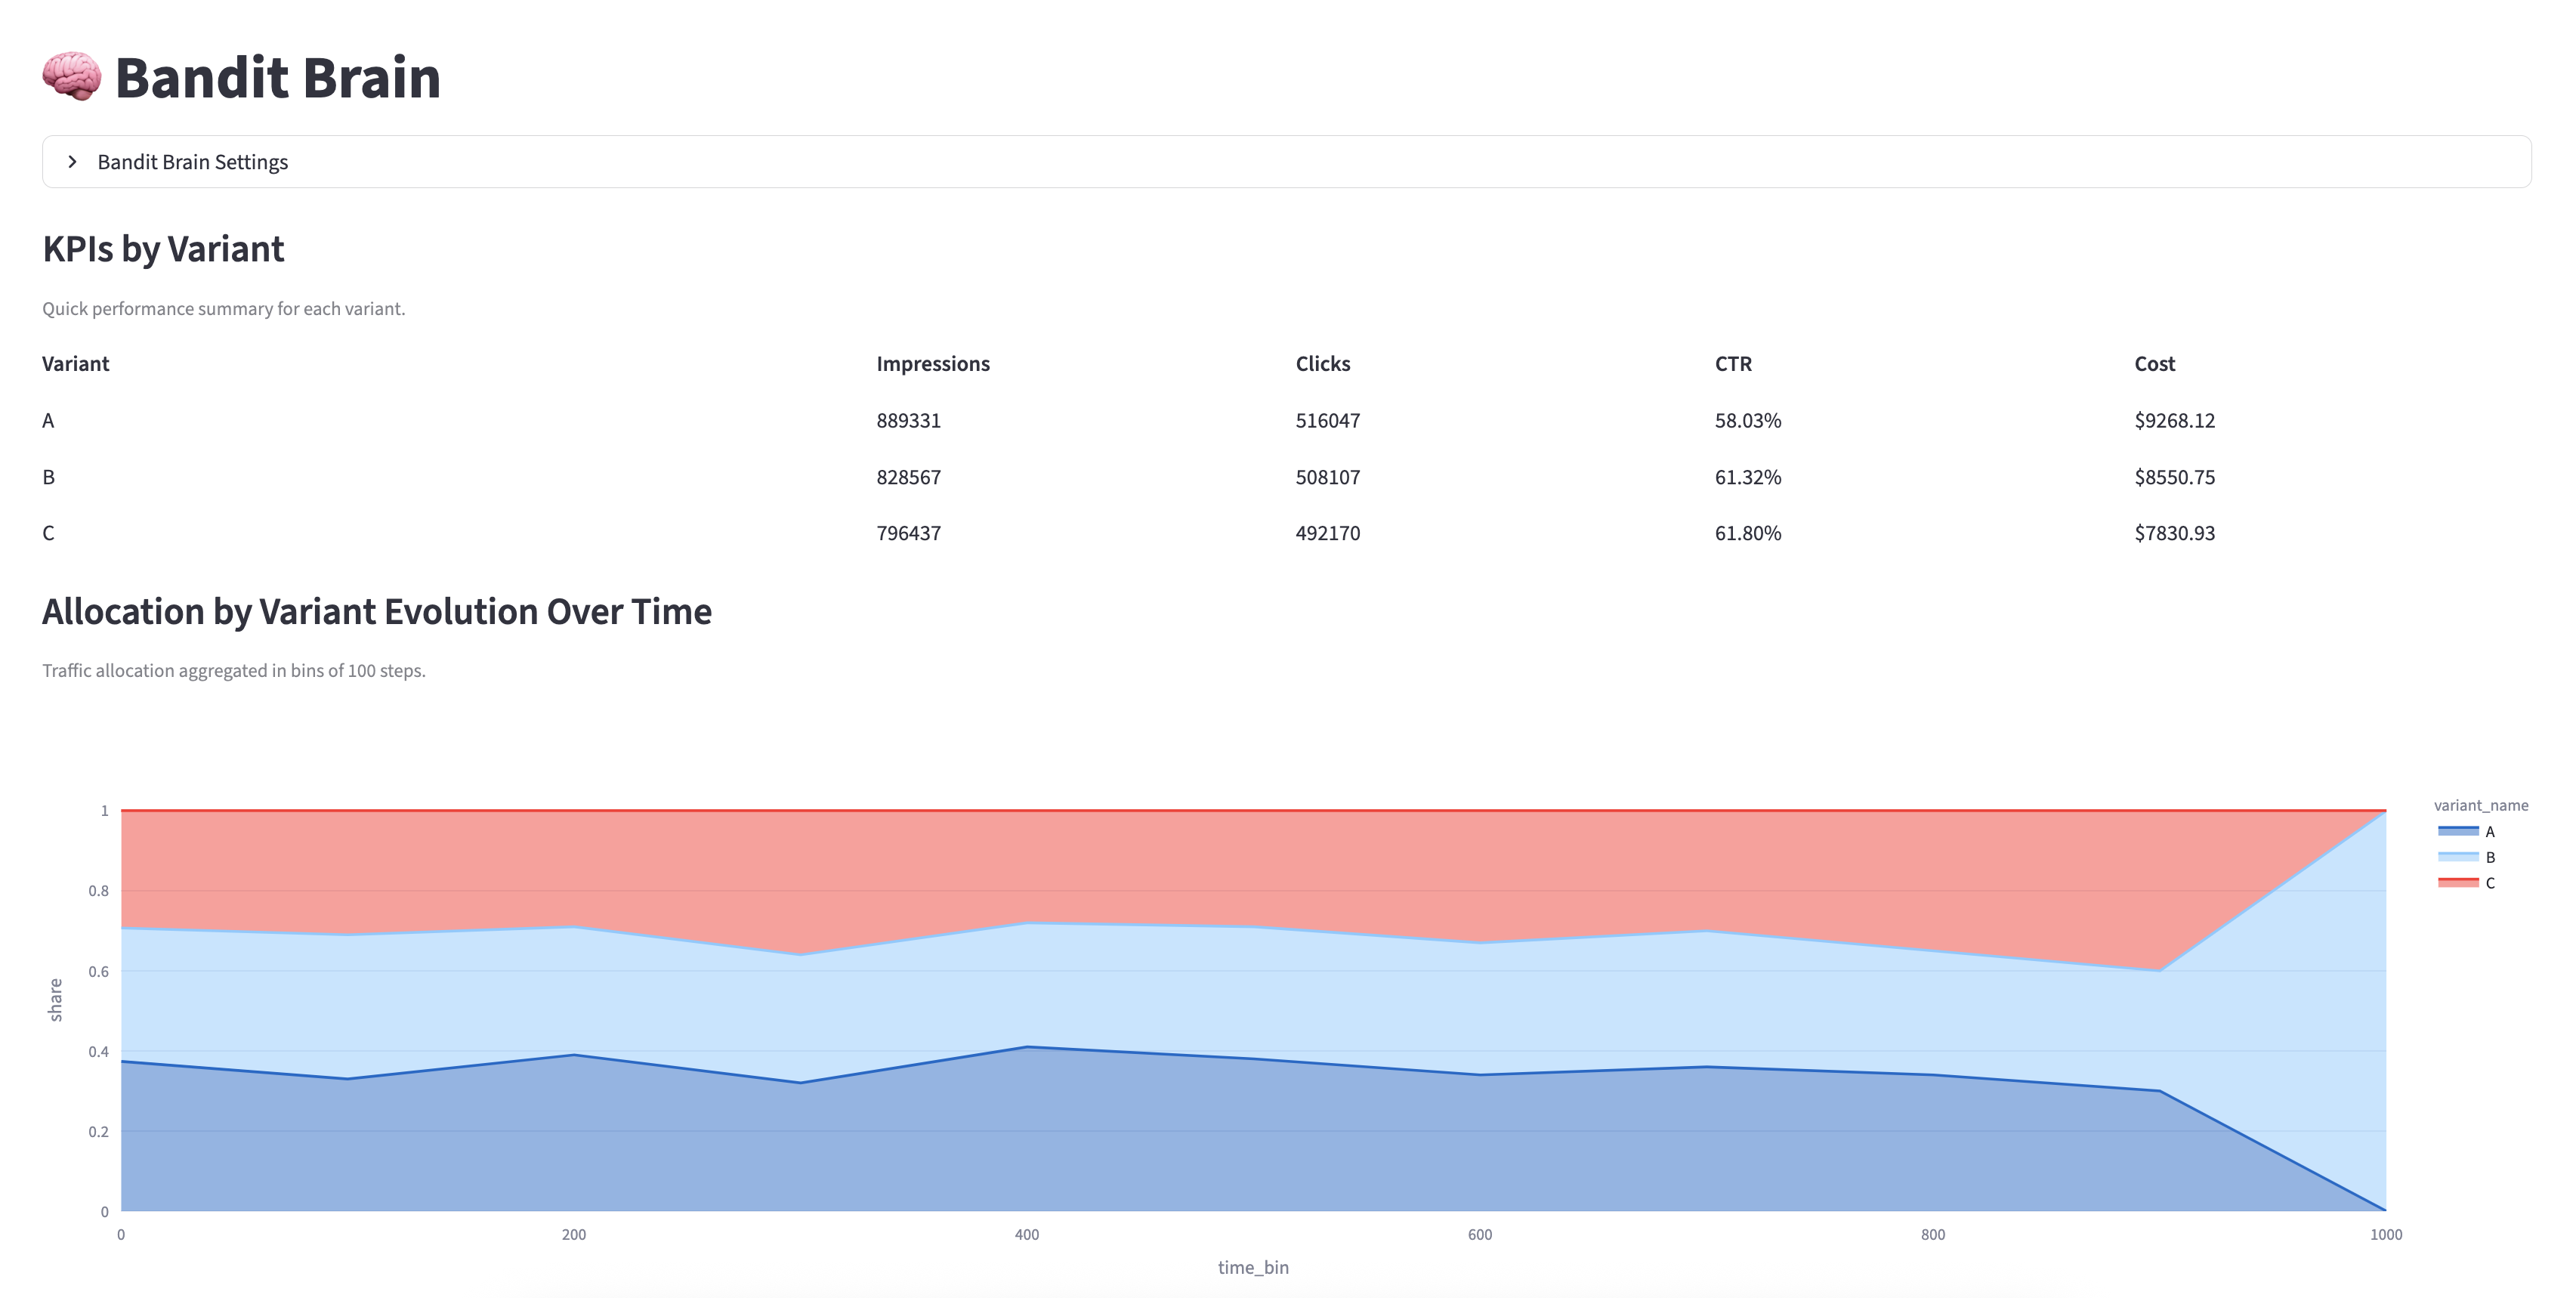 🧠 Bandit Brain
Bandit Brain Settings
KPIs by Variant
Quick performance summary for each variant.
Variant Impressions Clicks CTR Cost
A 889331 516047 58.03% $9268.12
B 828567 508107 61.32% $8550.75
C 796437 492170 61.80% $7830.93
Allocation by Variant Evolution Over Time
Traffic allocation aggregated in bins of 100 steps.
variant_name
A
B
C
1
0.8
0.6
0.4
0.2
0
share
0 200 400 600 800 1000
time_bin